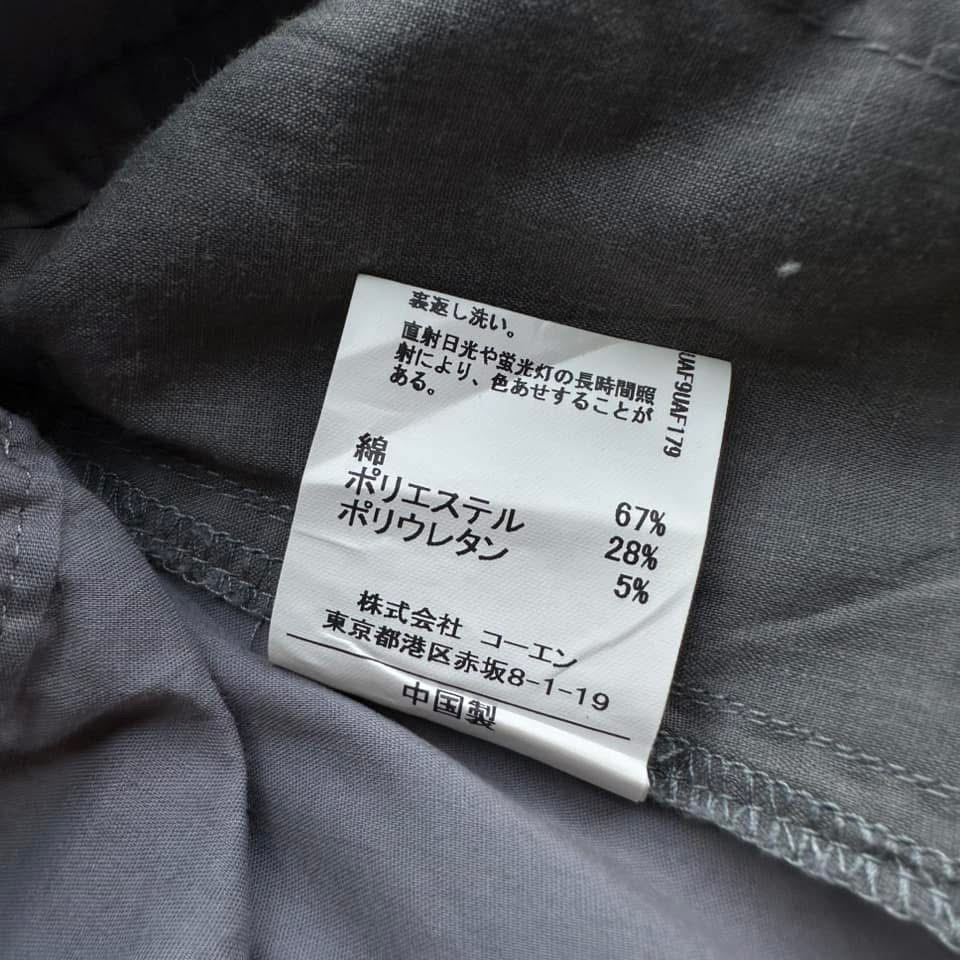 裏返し洗い。
直射日光や蛍光灯の長時間照
射により、色あせすることが
ある。
UAF9UAF179
綿 67%
ポリエステル 28%
ポリウレタン 5%
株式会社 コーエン
東京都港区赤坂8-1-19
中国製